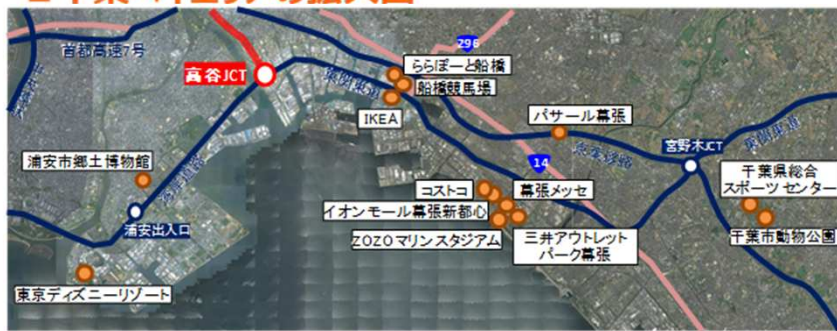 首都高速7号
296
高谷JCT
ららぽーと船橋
船橋競馬場
東関東道
IKEA
パサール幕張
京葉道路
宮野木JCT
東関東道
14
浦安市郷土博物館
湾岸道路
コストコ
幕張メッセ
千葉県総合
スポーツセンター
イオンモール幕張新都心
浦安出入口
ZOZOマリンスタジアム
三井アウトレット
パーク幕張
千葉市動物公園
東京ディズニーリゾート